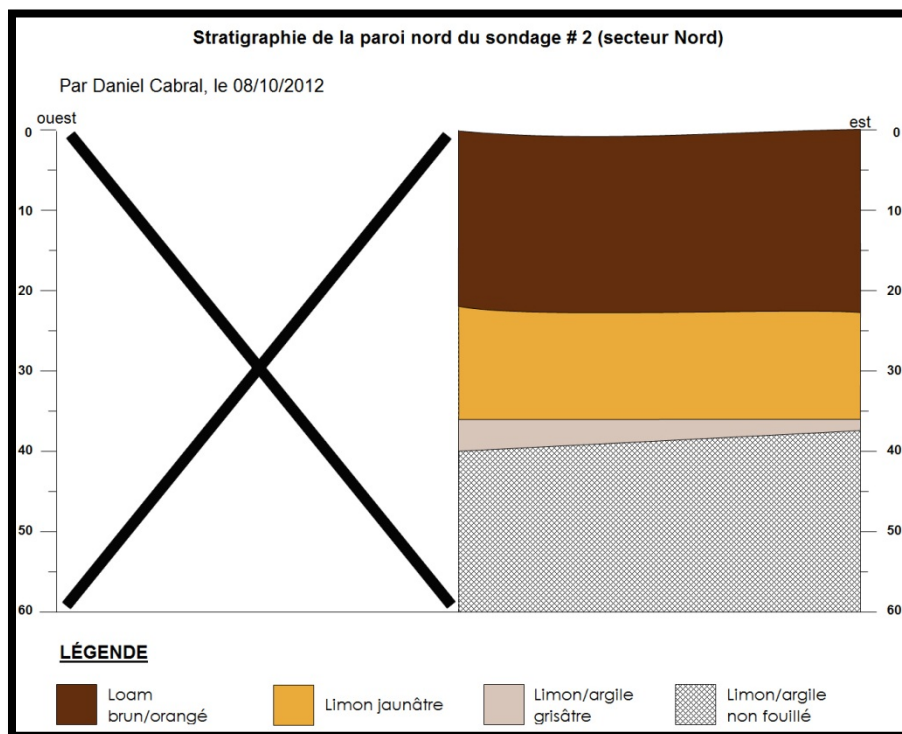 Stratigraphie de la paroi nord du sondage # 2 (secteur Nord)
Par Daniel Cabral, le 08/10/2012
ouest
est
0
0
10
10
20
20
30
30
40
40
50
50
60
60
LÉGENDE
Loam
brun/orangé
Limon jaunâtre
Limon/argile
grisâtre
Limon/argile
non fouillé